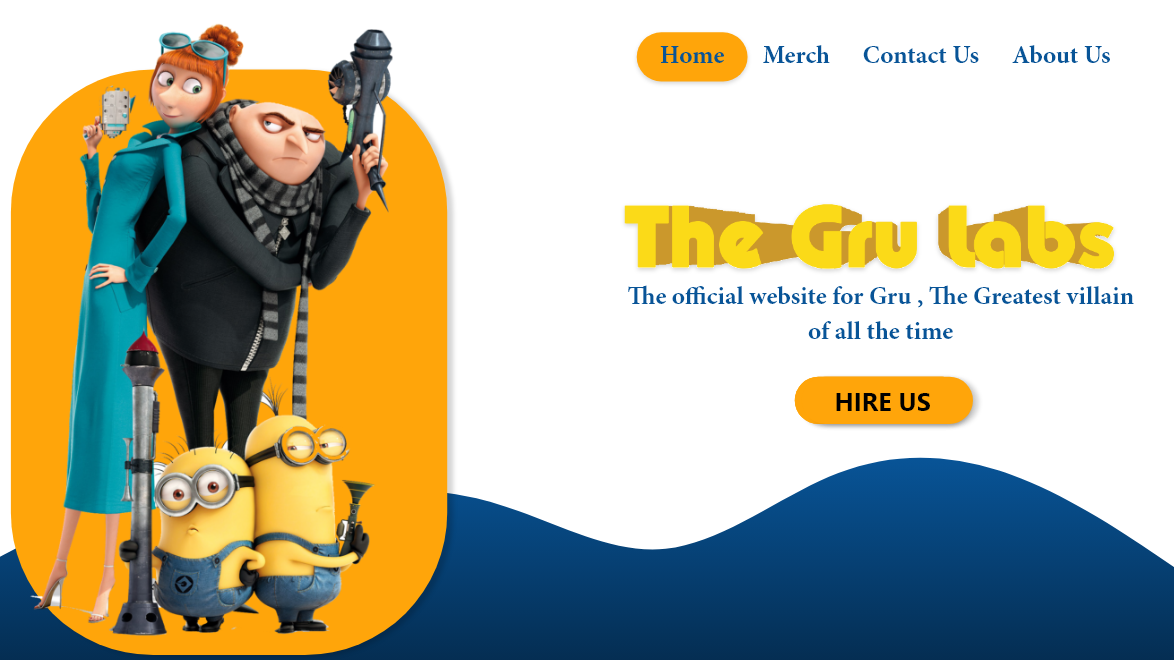 Home Merch Contact Us About Us
The Gru Labs
The official website for Gru , The Greatest villain
of all the time
HIRE US